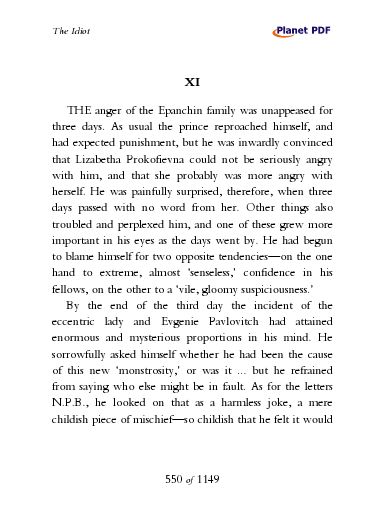 The Idiot
Planet PDF
XI
THE anger of the Epanchin family was unappeased for
three days. As usual the prince reproached himself, and
had expected punishment, but he was inwardly convinced
that Lizabetha Prokofievna could not be seriously angry
with him, and that she probably was more angry with
herself. He was painfully surprised, therefore, when three
days passed with no word from her. Other things also
troubled and perplexed him, and one of these grew more
important in his eyes as the days went by. He had begun
to blame himself for two opposite tendencies—on the one
hand to extreme, almost ‘senseless,’ confidence in his
fellows, on the other to a ‘vile, gloomy suspiciousness.’
By the end of the third day the incident of the
eccentric lady and Evgenie Pavlovitch had attained
enormous and mysterious proportions in his mind. He
sorrowfully asked himself whether he had been the cause
of this new ‘monstrosity,’ or was it ... but he refrained
from saying who else might be in fault. As for the letters
N.P.B., he looked on that as a harmless joke, a mere
childish piece of mischief—so childish that he felt it would
550 of 1149